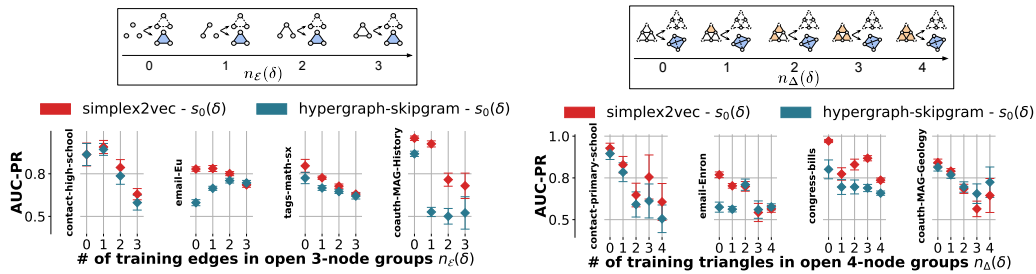 0 1 2 3
n_ℰ(δ)
simplex2vec - s₀(δ) hypergraph-skipgram - s₀(δ)
AUC-PR
0.8
0.5
contact-high-school
email-Eu
tags-math-sx
coauth-MAG-History
0 1 2 3 0 1 2 3 0 1 2 3 0 1 2 3
# of training edges in open 3-node groups n_ℰ(δ)
0 1 2 3 4
n_Δ(δ)
simplex2vec - s₀(δ) hypergraph-skipgram - s₀(δ)
AUC-PR
1.0
0.8
0.5
contact-primary-school
email-Enron
congress-bills
coauth-MAG-Geology
0 1 2 3 4 0 1 2 3 4 0 1 2 3 4 0 1 2 3 4
# of training triangles in open 4-node groups n_Δ(δ)